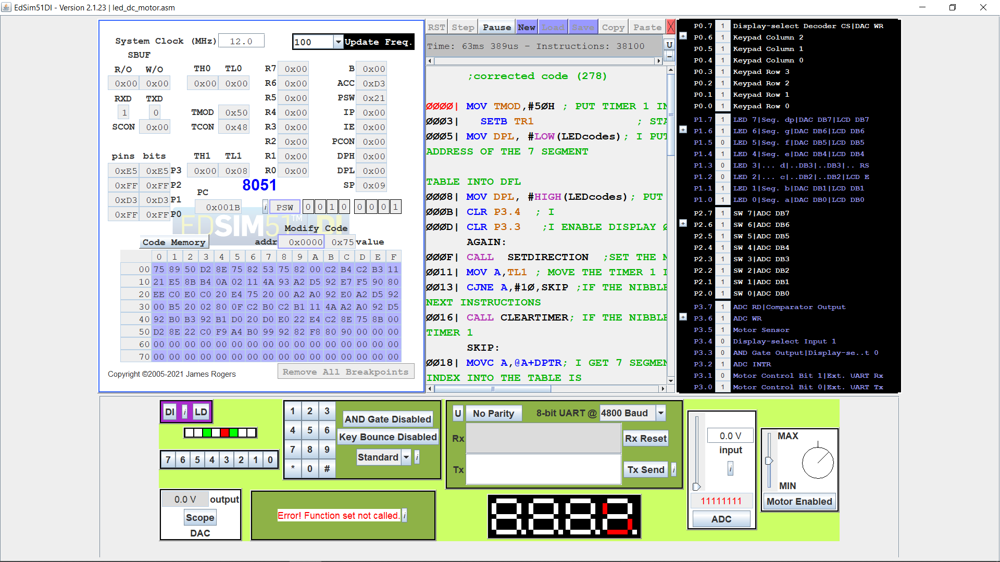 EdSim51DI - Version 2.1.23 | led_dc_motor.asm
System Clock (MHz) 12.0
100 Update Freq.
SBUF
R/O W/O TH0 TL0 R7 0x00 B 0x00
0x00 0x00 0x00 0x00 R6 0x00 ACC 0xD3
RXD TXD R5 0x00 PSW 0x21
1 0 TMOD 0x50 R4 0x00 IP 0x00
SCON 0x00 TCON 0x48 R3 0x00 IE 0x00
R2 0x00 PCON 0x00
pins bits TH1 TL1 R1 0x00 DPH 0x00
0xE5 0xE5 P3 0x00 0x08 R0 0x00 DPL 0x00
0xFF 0xFF P2 8051 SP 0x09
0xD3 0xD3 P1 PC
0xFF 0xFF P0 0x001B i PSW 0 0 1 0 0 0 0 1
EDSIM51 TM DI
Modify Code
Code Memory addr 0x0000 0x75 value
0 1 2 3 4 5 6 7 8 9 A B C D E F
00 75 89 50 D2 8E 75 82 53 75 82 00 C2 B4 C2 B3 11
10 21 E5 8B B4 0A 02 11 4A 93 A2 D5 92 E7 F5 90 80
20 EE C0 E0 C0 20 E4 75 20 00 A2 A0 92 E0 A2 D5 92
30 00 B5 20 02 80 0F C2 B0 C2 B1 11 4A A2 A0 92 D5
40 92 B0 B3 92 B1 D0 20 D0 E0 22 E4 C2 8E 75 8B 00
50 D2 8E 22 C0 F9 A4 B0 99 92 82 F8 80 90 00 00 00
60 00 00 00 00 00 00 00 00 00 00 00 00 00 00 00 00
70 00 00 00 00 00 00 00 00 00 00 00 00 00 00 00 00
Copyright ©2005-2021 James Rogers Remove All Breakpoints
RST Step Pause New Load Save Copy Paste X
Time: 63ms 389us - Instructions: 38100 U
–
;corrected code (278)
0000| MOV TMOD,#50H ; PUT TIMER 1 IN
0003| SETB TR1 ; STA
0005| MOV DPL, #LOW(LEDcodes); I PUT
ADDRESS OF THE 7 SEGMENT
TABLE INTO DFL
0008| MOV DPL, #HIGH(LEDcodes); PUT
000B| CLR P3.4 ; I
000D| CLR P3.3 ;I ENABLE DISPLAY 0
AGAIN:
000F| CALL SETDIRECTION ;SET THE M
0011| MOV A,TL1 ; MOVE THE TIMER 1 I
0013| CJNE A,#10,SKIP ;IF THE NIBBLE
NEXT INSTRUCTIONS
0016| CALL CLEARTIMER; IF THE NIBBLE
TIMER 1
SKIP:
0018| MOVC A,@A+DPTR; I GET 7 SEGMEN
INDEX INTO THE TABLE IS
P0.7 1 Display-select Decoder CS|DAC WR
+ P0.6 1 Keypad Column 2
P0.5 1 Keypad Column 1
P0.4 1 Keypad Column 0
P0.3 1 Keypad Row 3
P0.2 1 Keypad Row 2
P0.1 1 Keypad Row 1
P0.0 1 Keypad Row 0
P1.7 1 LED 7|Seg. dp|DAC DB7|LCD DB7
+ P1.6 1 LED 6|Seg. g|DAC DB6|LCD DB6
P1.5 0 LED 5|Seg. f|DAC DB5|LCD DB5
P1.4 1 LED 4|Seg. e|DAC DB4|LCD DB4
P1.3 0 LED 3|... d|..DB3|..DB3|.. RS
P1.2 0 LED 2|... c|..DB2|..DB2|LCD E
P1.1 1 LED 1|Seg. b|DAC DB1|LCD DB1
P1.0 1 LED 0|Seg. a|DAC DB0|LCD DB0
P2.7 1 SW 7|ADC DB7
+ P2.6 1 SW 6|ADC DB6
P2.5 1 SW 5|ADC DB5
P2.4 1 SW 4|ADC DB4
P2.3 1 SW 3|ADC DB3
P2.2 1 SW 2|ADC DB2
P2.1 1 SW 1|ADC DB1
P2.0 1 SW 0|ADC DB0
P3.7 1 ADC RD|Comparator Output
+ P3.6 1 ADC WR
P3.5 1 Motor Sensor
P3.4 0 Display-select Input 1
P3.3 0 AND Gate Output|Display-se..t 0
P3.2 1 ADC INTR
P3.1 0 Motor Control Bit 1|Ext. UART Rx
P3.0 1 Motor Control Bit 0|Ext. UART Tx
DI i LD
7 6 5 4 3 2 1 0
0.0 V output
Scope
DAC
1 2 3
4 5 6
7 8 9
* 0 #
AND Gate Disabled
Key Bounce Disabled
Standard i
Error! Function set not called. i
U No Parity 8-bit UART @ 4800 Baud
Rx Rx Reset
Tx Tx Send i
8.8.8.8.
0.0 V
input
i
11111111
ADC
MAX
MIN
Motor Enabled